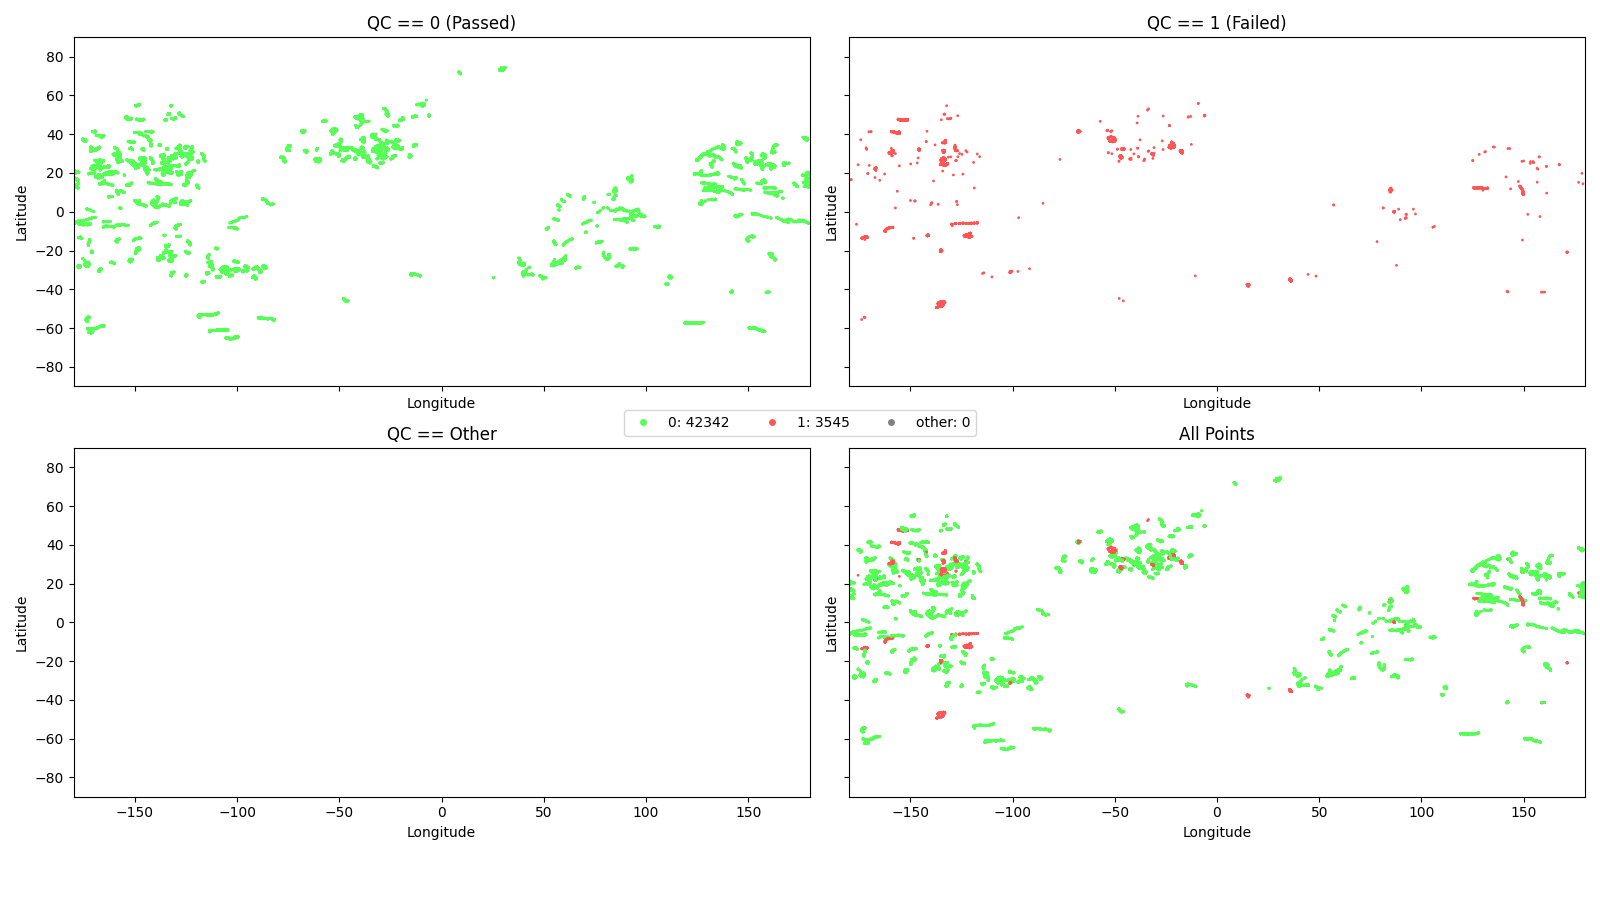 QC == 0 (Passed)
QC == 1 (Failed)
80
60
40
20
0
−20
−40
−60
−80
Latitude
Latitude
Longitude
Longitude
0: 42342
1: 3545
other: 0
QC == Other
All Points
80
60
40
20
0
−20
−40
−60
−80
Latitude
Latitude
−150
−100
−50
0
50
100
150
−150
−100
−50
0
50
100
150
Longitude
Longitude